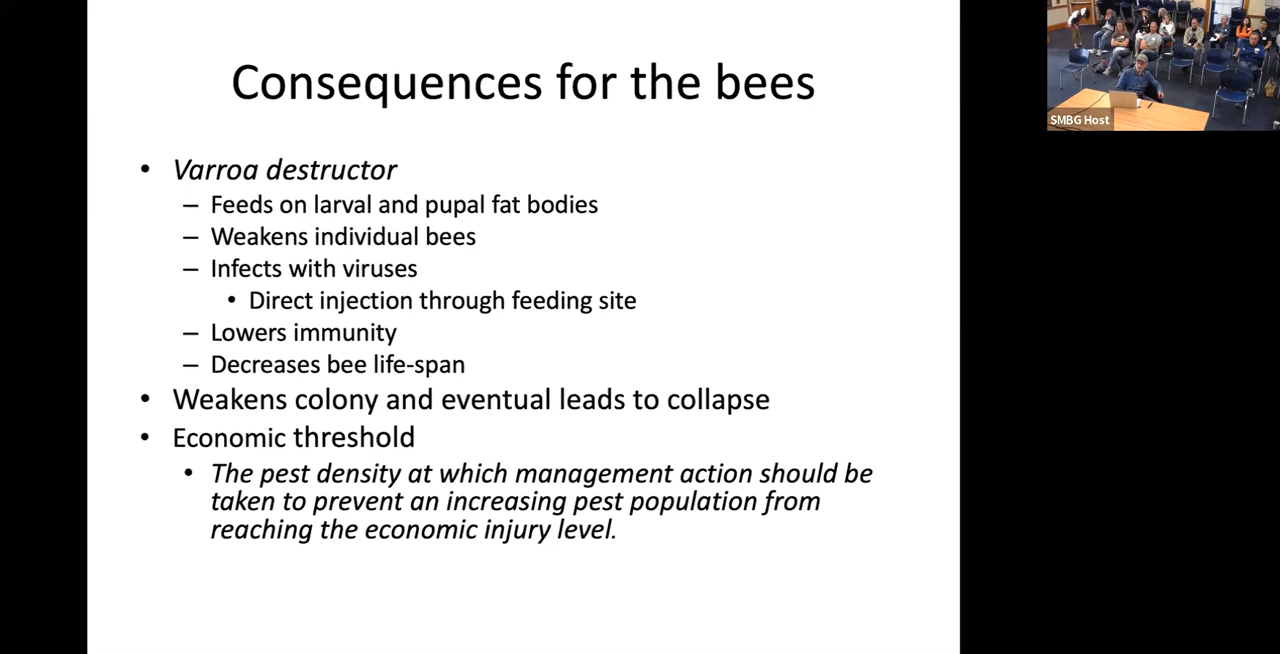 Consequences for the bees
• Varroa destructor
– Feeds on larval and pupal fat bodies
– Weakens individual bees
– Infects with viruses
• Direct injection through feeding site
– Lowers immunity
– Decreases bee life-span
• Weakens colony and eventual leads to collapse
• Economic threshold
• The pest density at which management action should be
taken to prevent an increasing pest population from
reaching the economic injury level.
SMBG Host